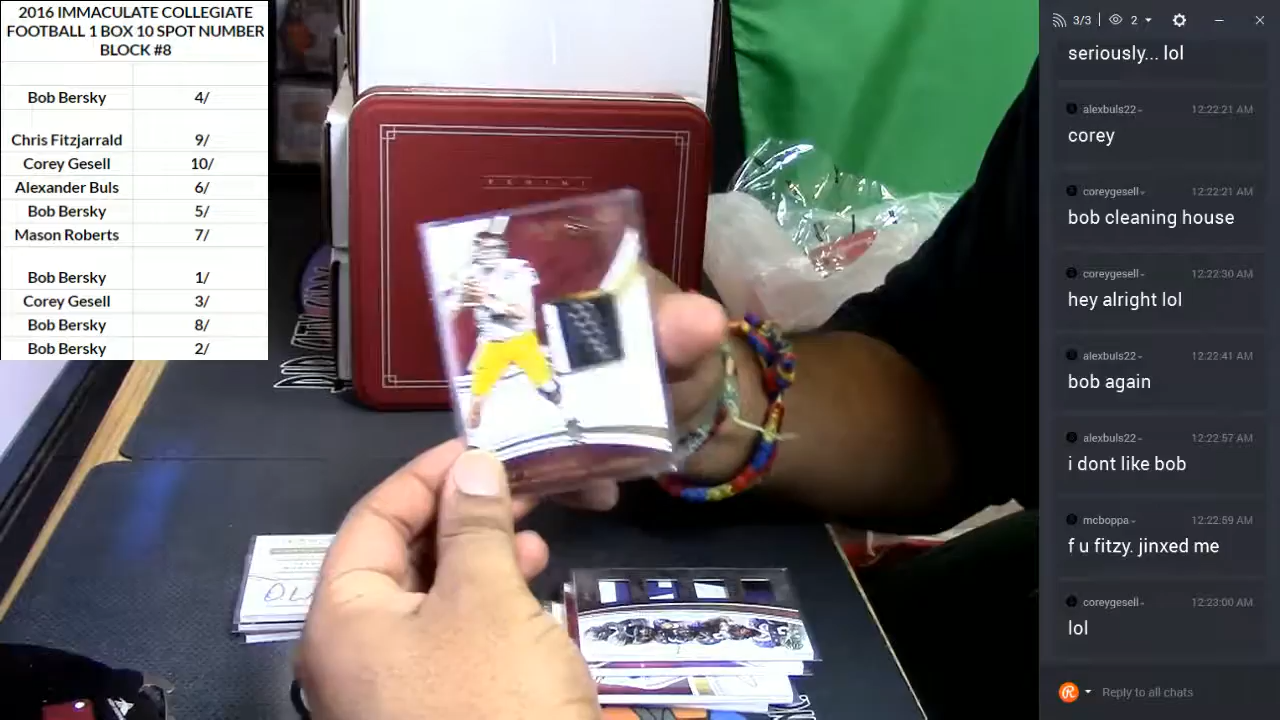 2016 IMMACULATE COLLEGIATE
FOOTBALL 1 BOX 10 SPOT NUMBER
BLOCK #8
Bob Bersky 4/
Chris Fitzjarrald 9/
Corey Gesell 10/
Alexander Buls 6/
Bob Bersky 5/
Mason Roberts 7/
Bob Bersky 1/
Corey Gesell 3/
Bob Bersky 8/
Bob Bersky 2/
PANINI
3/3 2
seriously... lol
alexbuls22 12:22:21 AM
corey
coreygesell 12:22:21 AM
bob cleaning house
coreygesell 12:22:30 AM
hey alright lol
alexbuls22 12:22:41 AM
bob again
alexbuls22 12:22:57 AM
i dont like bob
mcboppa 12:22:59 AM
f u fitzy. jinxed me
coreygesell 12:23:00 AM
lol
Reply to all chats